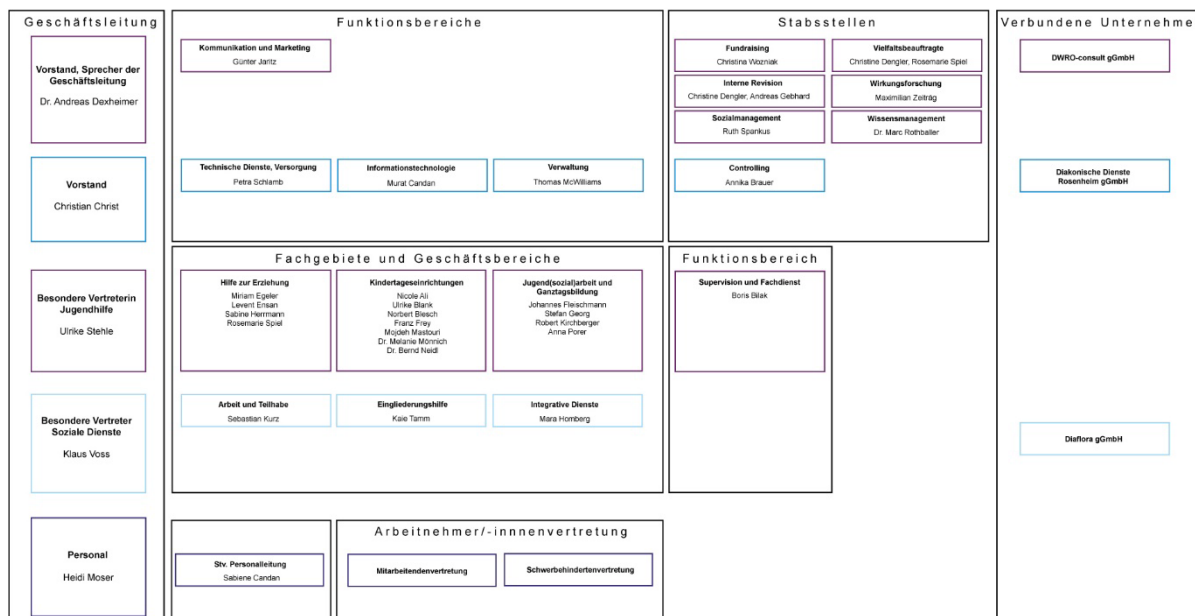 Geschäftsleitung
Vorstand, Sprecher der
Geschäftsleitung
Dr. Andreas Dexheimer
Vorstand
Christian Christ
Besondere Vertreterin
Jugendhilfe
Ulrike Stehle
Besondere Vertreter
Soziale Dienste
Klaus Voss
Personal
Heidi Moser
Funktionsbereiche
Kommunikation und Marketing
Günter Jaritz
Technische Dienste, Versorgung
Petra Schlamb
Informationstechnologie
Murat Candan
Verwaltung
Thomas McWilliams
Stabsstellen
Fundraising
Christina Wozniak
Vielfaltsbeauftragte
Christine Dengler, Rosemarie Spiel
Interne Revision
Christine Dengler, Andreas Gebhard
Wirkungsforschung
Maximilian Zeiträg
Sozialmanagement
Ruth Spankus
Wissensmanagement
Dr. Marc Rothballer
Controlling
Annika Brauer
Verbundene Unternehme
DWRO-consult gGmbH
Diakonische Dienste
Rosenheim gGmbH
Diaflora gGmbH
Fachgebiete und Geschäftsbereiche
Hilfe zur Erziehung
Miriam Egeler
Levent Ensan
Sabine Herrmann
Rosemarie Spiel
Kindertageseinrichtungen
Nicole Ali
Ulrike Blank
Norbert Blesch
Franz Frey
Mojdeh Mastouri
Dr. Melanie Mönnich
Dr. Bernd Neidl
Jugend(sozial)arbeit und
Ganztagsbildung
Johannes Fleischmann
Stefan Georg
Robert Kirchberger
Anna Porer
Arbeit und Teilhabe
Sebastian Kurz
Eingliederungshilfe
Kaie Tamm
Integrative Dienste
Mara Homberg
Funktionsbereich
Supervision und Fachdienst
Boris Bilak
Stv. Personalleitung
Sabiene Candan
Arbeitnehmer/-innnenvertretung
Mitarbeitendenvertretung
Schwerbehindertenvertretung